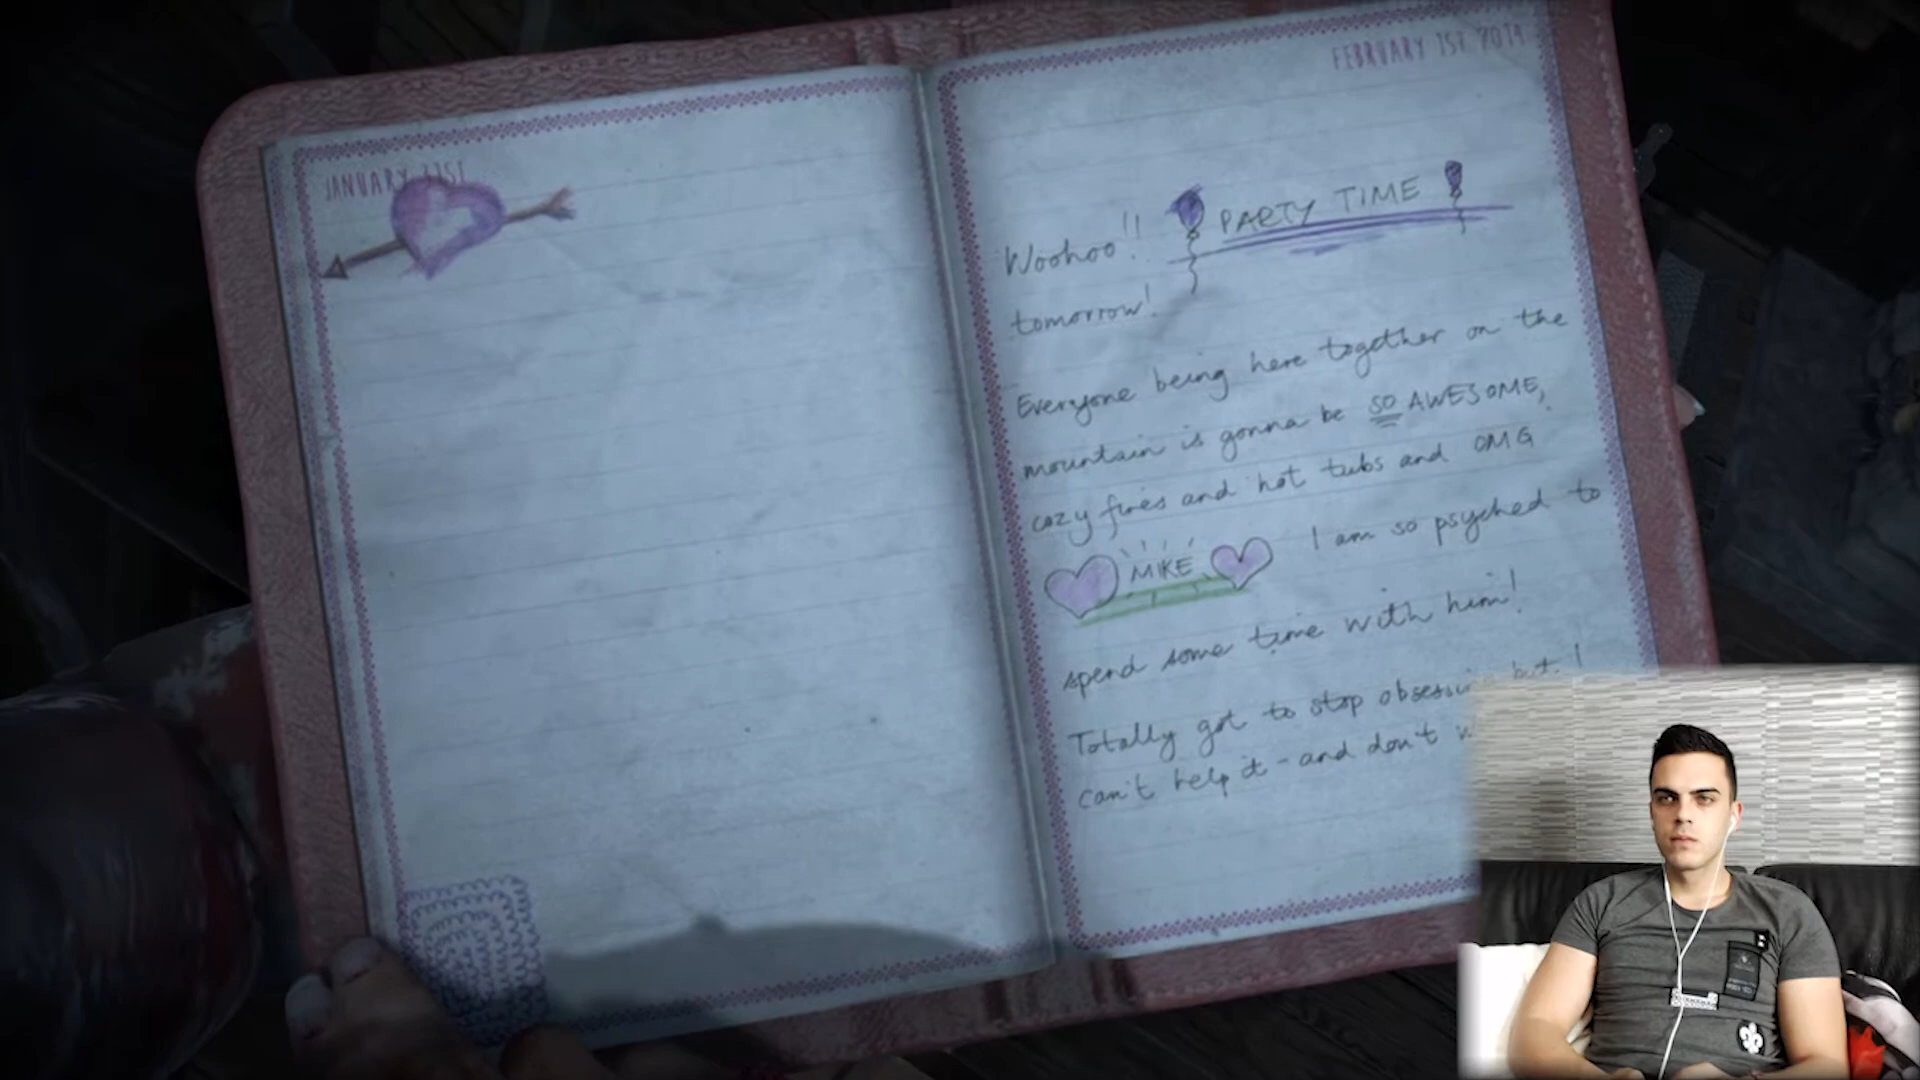 JANUARY 31ST
FEBRUARY 1ST 2014
Woohoo!! PARTY TIME
tomorrow!
Everyone being here together on the
mountain is gonna be SO AWESOME,
cozy fires and hot tubs and OMG
MIKE I am so psyched to
spend some time with him!
Totally got to stop obsessi but I
can't help it - and don't